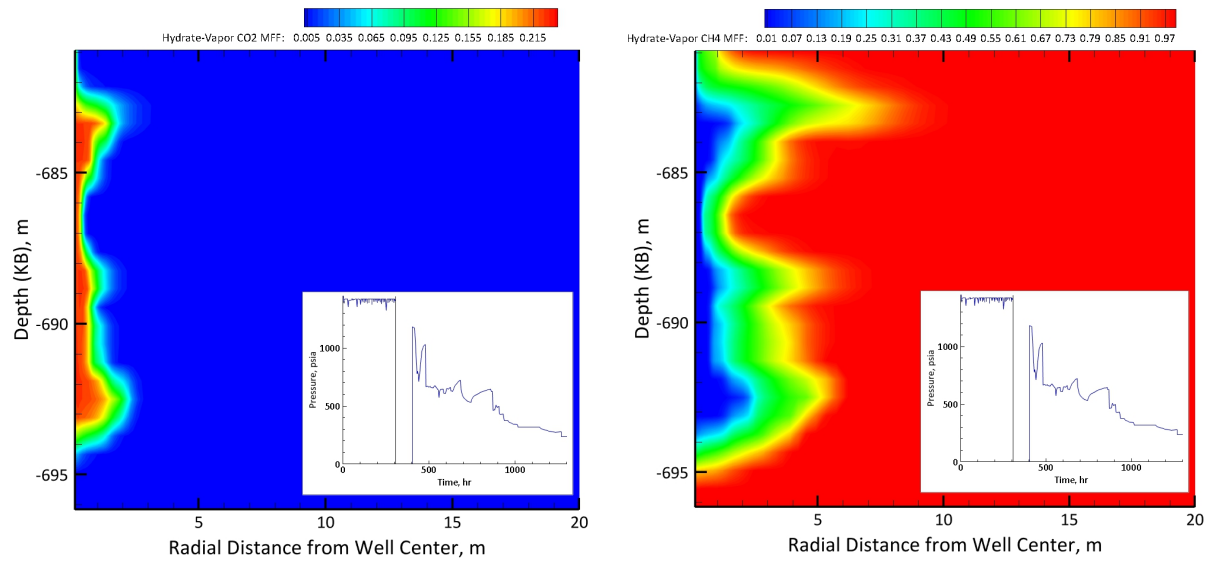 Hydrate-Vapor CO2 MFF: 0.005 0.035 0.065 0.095 0.125 0.155 0.185 0.215
Depth (KB), m
-685
-690
-695
5 10 15 20
Radial Distance from Well Center, m
Pressure, psia
1000
500
0
0 500 1000
Time, hr
Hydrate-Vapor CH4 MFF: 0.01 0.07 0.13 0.19 0.25 0.31 0.37 0.43 0.49 0.55 0.61 0.67 0.73 0.79 0.85 0.91 0.97
Depth (KB), m
-685
-690
-695
5 10 15 20
Radial Distance from Well Center, m
Pressure, psia
1000
500
0
0 500 1000
Time, hr